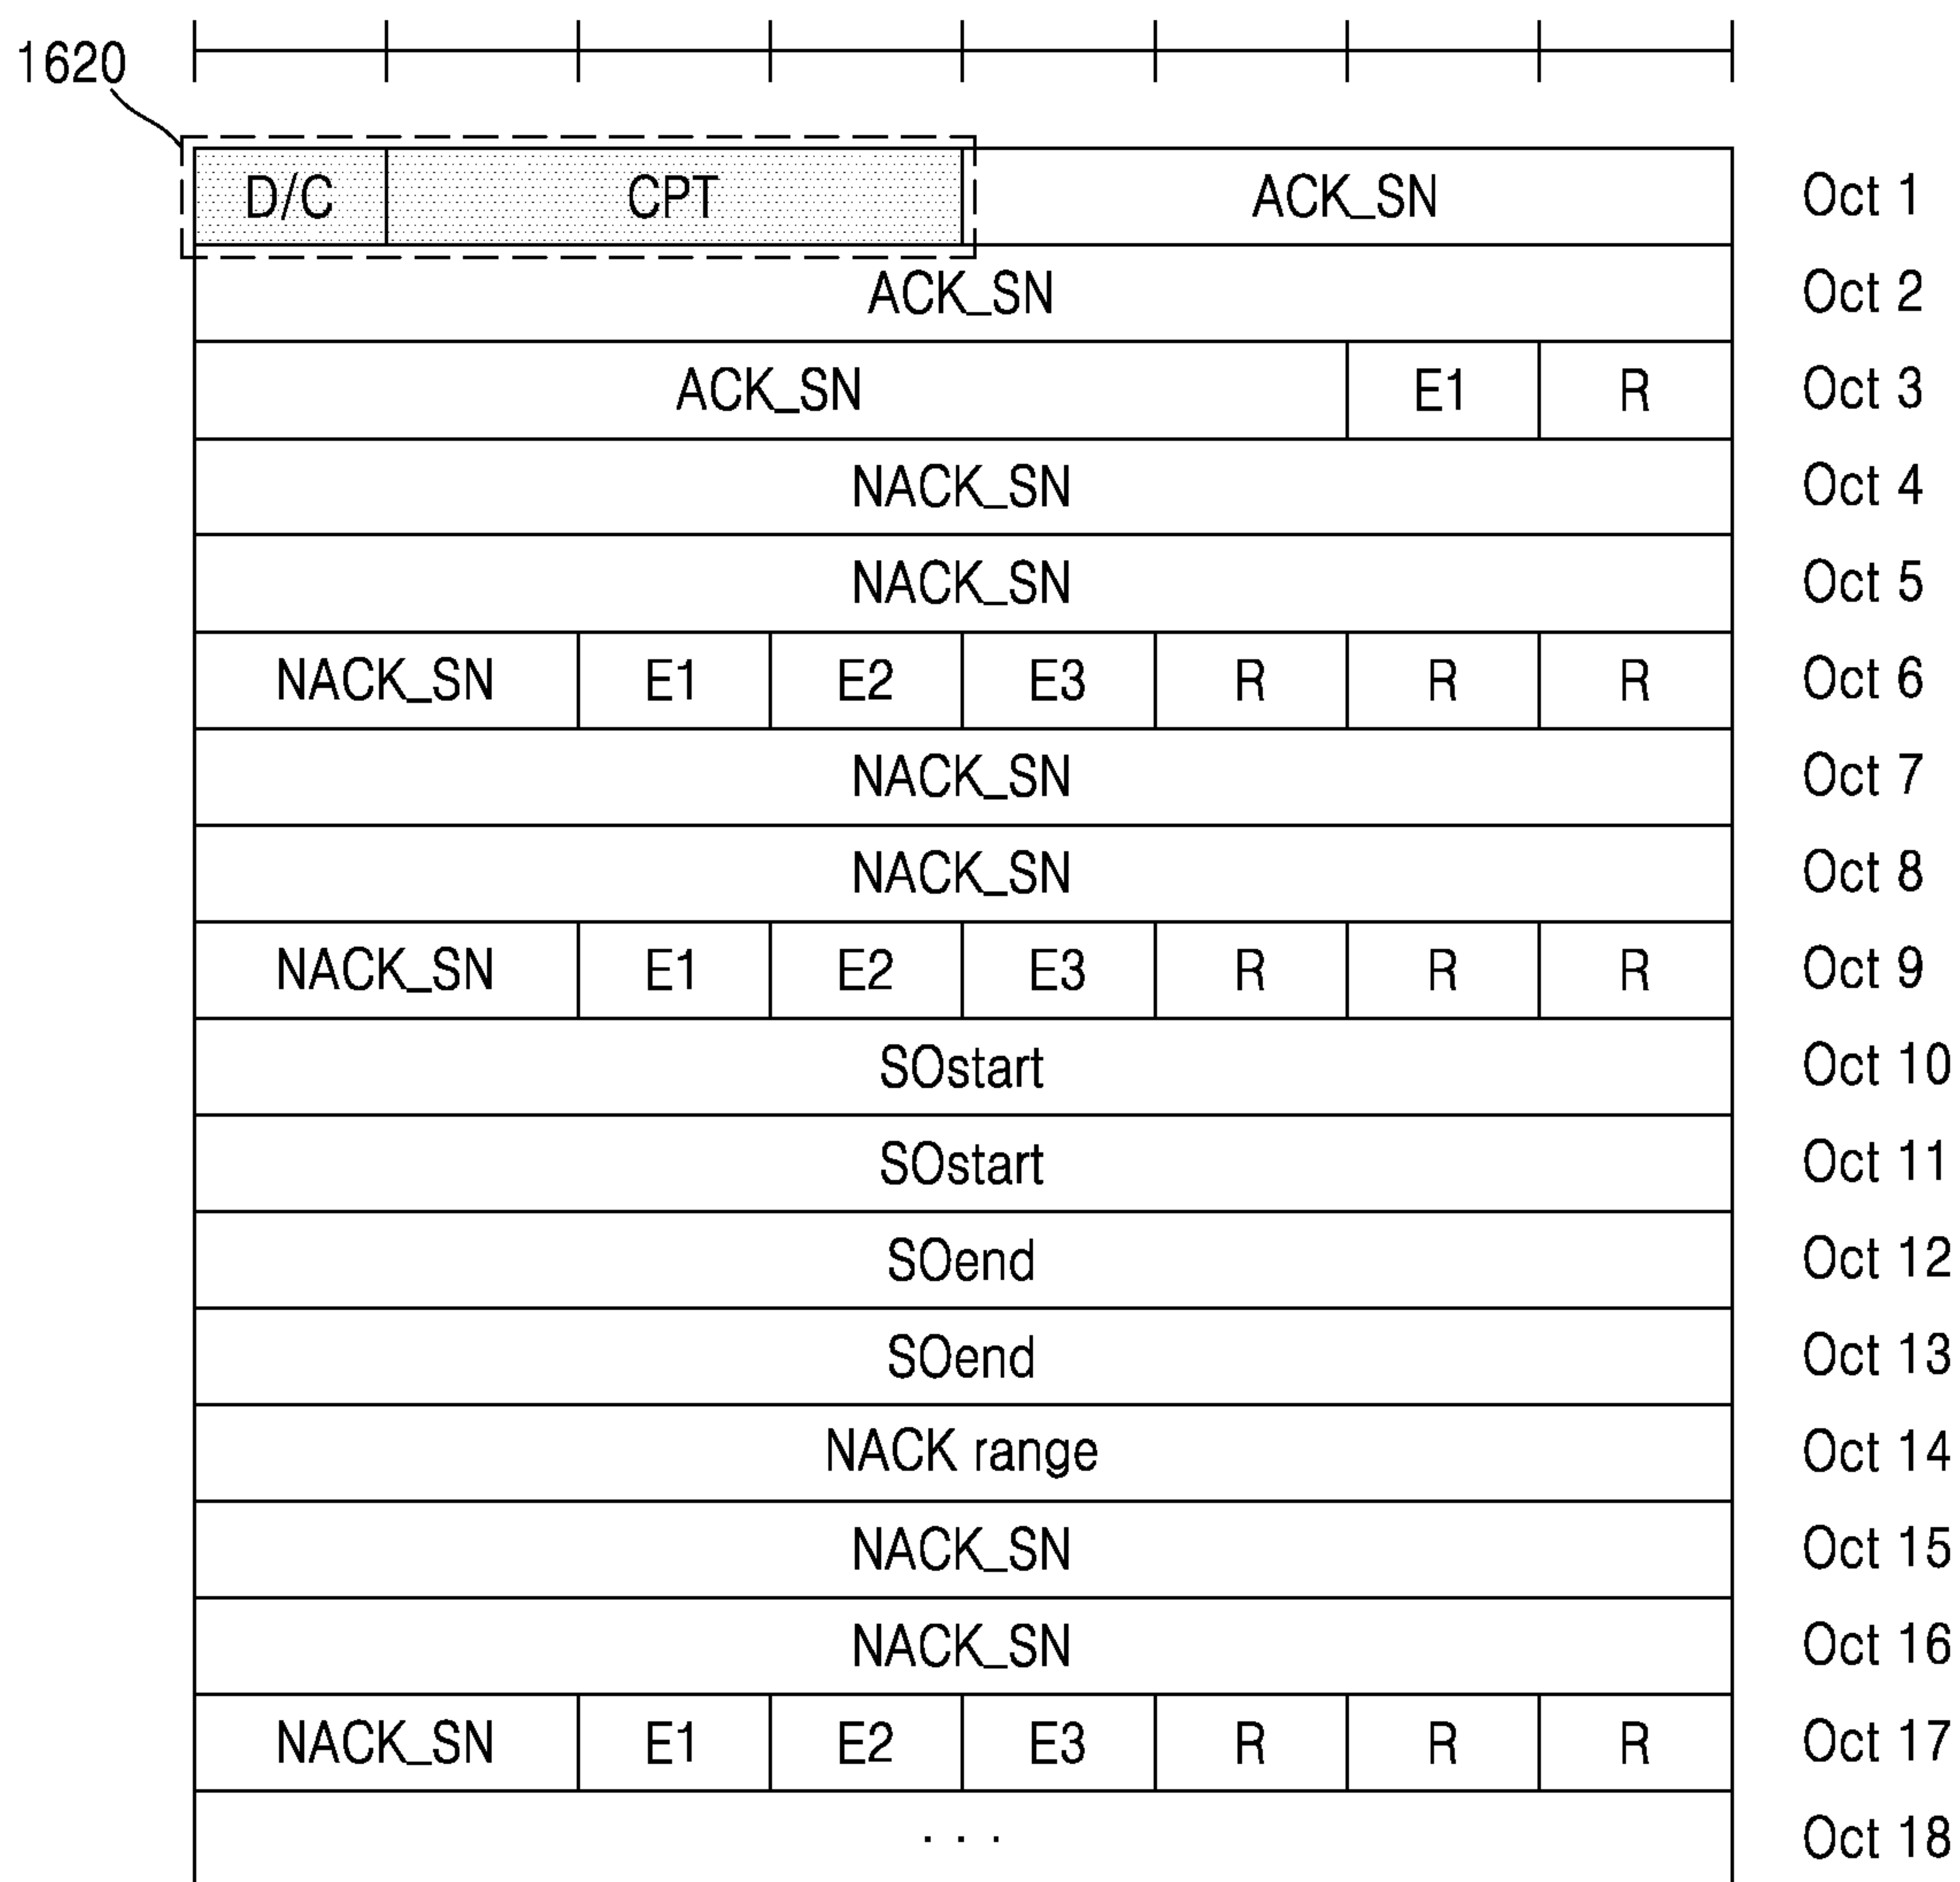 1620
D/C CPT ACK_SN Oct 1
ACK_SN Oct 2
ACK_SN E1 R Oct 3
NACK_SN Oct 4
NACK_SN Oct 5
NACK_SN E1 E2 E3 R R R Oct 6
NACK_SN Oct 7
NACK_SN Oct 8
NACK_SN E1 E2 E3 R R R Oct 9
SOstart Oct 10
SOstart Oct 11
SOend Oct 12
SOend Oct 13
NACK range Oct 14
NACK_SN Oct 15
NACK_SN Oct 16
NACK_SN E1 E2 E3 R R R Oct 17
. . . Oct 18